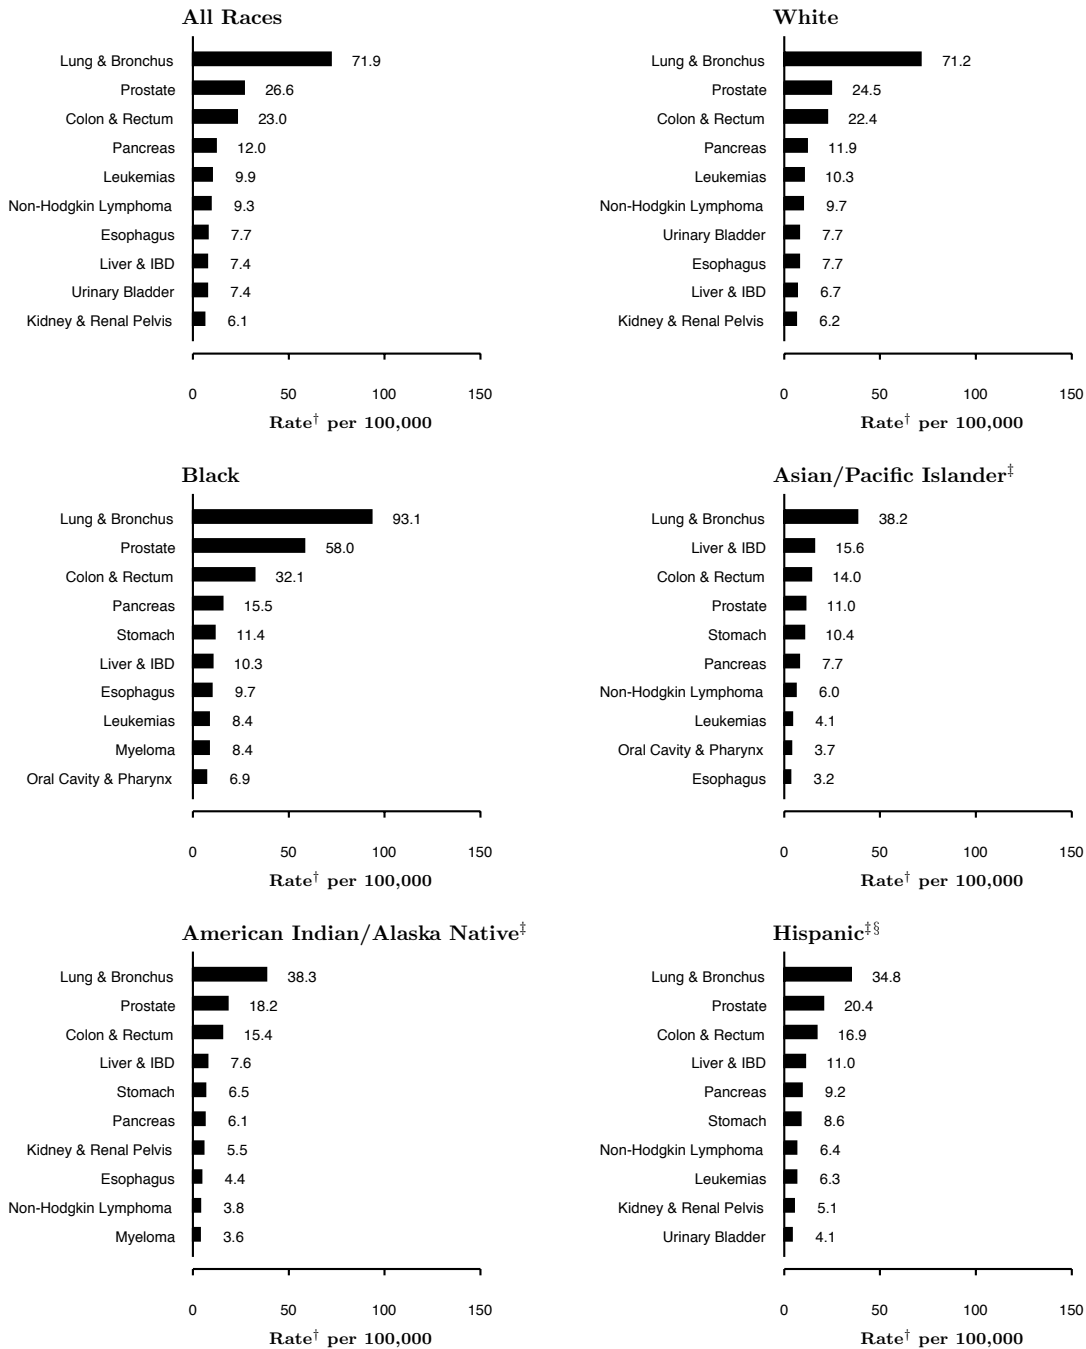 All Races
Lung & Bronchus 71.9
Prostate 26.6
Colon & Rectum 23.0
Pancreas 12.0
Leukemias 9.9
Non-Hodgkin Lymphoma 9.3
Esophagus 7.7
Liver & IBD 7.4
Urinary Bladder 7.4
Kidney & Renal Pelvis 6.1
0 50 100 150
Rate† per 100,000
White
Lung & Bronchus 71.2
Prostate 24.5
Colon & Rectum 22.4
Pancreas 11.9
Leukemias 10.3
Non-Hodgkin Lymphoma 9.7
Urinary Bladder 7.7
Esophagus 7.7
Liver & IBD 6.7
Kidney & Renal Pelvis 6.2
0 50 100 150
Rate† per 100,000
Black
Lung & Bronchus 93.1
Prostate 58.0
Colon & Rectum 32.1
Pancreas 15.5
Stomach 11.4
Liver & IBD 10.3
Esophagus 9.7
Leukemias 8.4
Myeloma 8.4
Oral Cavity & Pharynx 6.9
0 50 100 150
Rate† per 100,000
Asian/Pacific Islander‡
Lung & Bronchus 38.2
Liver & IBD 15.6
Colon & Rectum 14.0
Prostate 11.0
Stomach 10.4
Pancreas 7.7
Non-Hodgkin Lymphoma 6.0
Leukemias 4.1
Oral Cavity & Pharynx 3.7
Esophagus 3.2
0 50 100 150
Rate† per 100,000
American Indian/Alaska Native‡
Lung & Bronchus 38.3
Prostate 18.2
Colon & Rectum 15.4
Liver & IBD 7.6
Stomach 6.5
Pancreas 6.1
Kidney & Renal Pelvis 5.5
Esophagus 4.4
Non-Hodgkin Lymphoma 3.8
Myeloma 3.6
0 50 100 150
Rate† per 100,000
Hispanic‡§
Lung & Bronchus 34.8
Prostate 20.4
Colon & Rectum 16.9
Liver & IBD 11.0
Pancreas 9.2
Stomach 8.6
Non-Hodgkin Lymphoma 6.4
Leukemias 6.3
Kidney & Renal Pelvis 5.1
Urinary Bladder 4.1
0 50 100 150
Rate† per 100,000